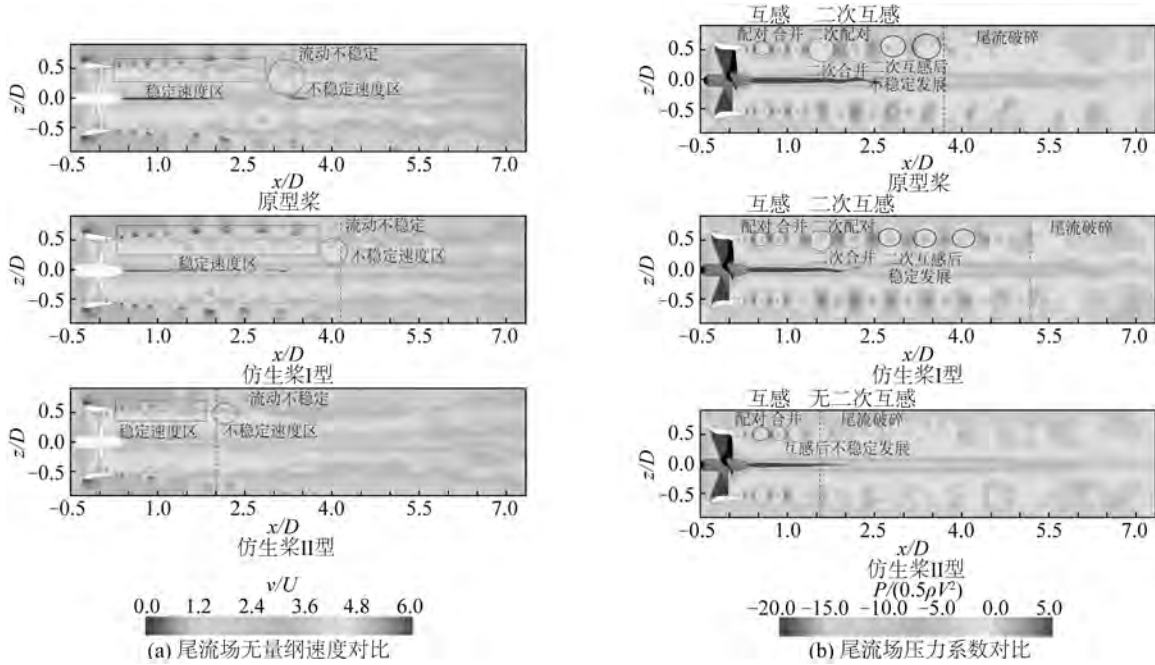 流动不稳定
0.5
稳定速度区
不稳定速度区
0.0
−0.5
z/D
−0.5 1.0 2.5 4.0 5.5 7.0
x/D
原型桨
流动不稳定
0.5
不稳定速度区
稳定速度区
0.0
−0.5
z/D
−0.5 1.0 2.5 4.0 5.5 7.0
x/D
仿生桨I型
流动不稳定
0.5
稳定速度区
不稳定速度区
0.0
−0.5
z/D
−0.5 1.0 2.5 4.0 5.5 7.0
x/D
仿生桨II型
v/U
0.0 1.2 2.4 3.6 4.8 6.0
(a) 尾流场无量纲速度对比
互感 二次互感
配对 合并 二次配对 尾流破碎
0.5
二次合并 二次互感后
不稳定发展
0.0
−0.5
z/D
−0.5 1.0 2.5 4.0 5.5 7.0
x/D
原型桨
互感 二次互感
配对 合并 二次配对 尾流破碎
0.5
二次合并 二次互感后
稳定发展
0.0
−0.5
z/D
−0.5 1.0 2.5 4.0 5.5 7.0
x/D
仿生桨I型
互感 无二次互感
配对 合并 尾流破碎
0.5
互感后不稳定发展
0.0
−0.5
z/D
−0.5 1.0 2.5 4.0 5.5 7.0
x/D
仿生桨II型
P/(0.5ρV²)
−20.0 −15.0 −10.0 −5.0 0.0 5.0
(b) 尾流场压力系数对比